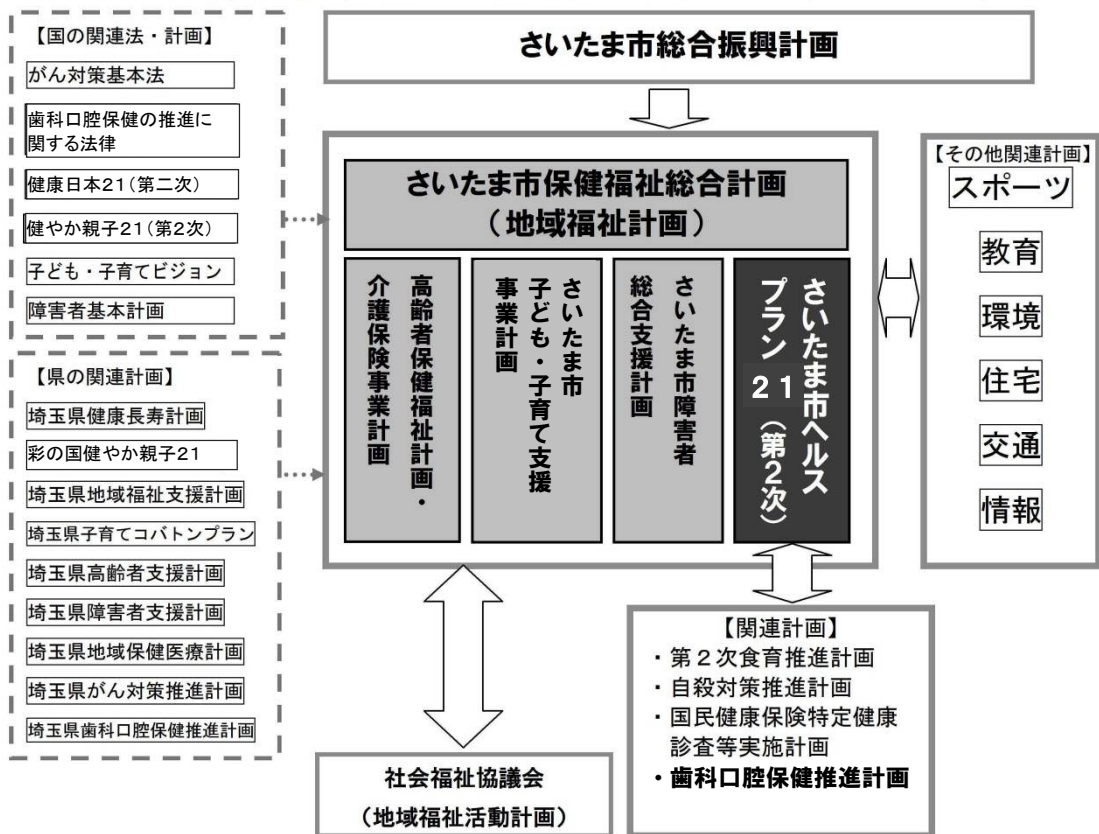 【国の関連法・計画】
がん対策基本法
歯科口腔保健の推進に
関する法律
健康日本21(第二次)
健やか親子21(第2次)
子ども・子育てビジョン
障害者基本計画
【県の関連計画】
埼玉県健康長寿計画
彩の国健やか親子21
埼玉県地域福祉支援計画
埼玉県子育てコバトンプラン
埼玉県高齢者支援計画
埼玉県障害者支援計画
埼玉県地域保健医療計画
埼玉県がん対策推進計画
埼玉県歯科口腔保健推進計画
さいたま市総合振興計画
さいたま市保健福祉総合計画
(地域福祉計画)
高齢者保健福祉計画・
介護保険事業計画
さいたま市
子ども・子育て支援
事業計画
さいたま市障害者
総合支援計画
さいたま市ヘルス
プラン21(第2次)
【その他関連計画】
スポーツ
教育
環境
住宅
交通
情報
社会福祉協議会
(地域福祉活動計画)
【関連計画】
・第2次食育推進計画
・自殺対策推進計画
・国民健康保険特定健康
診査等実施計画
・歯科口腔保健推進計画